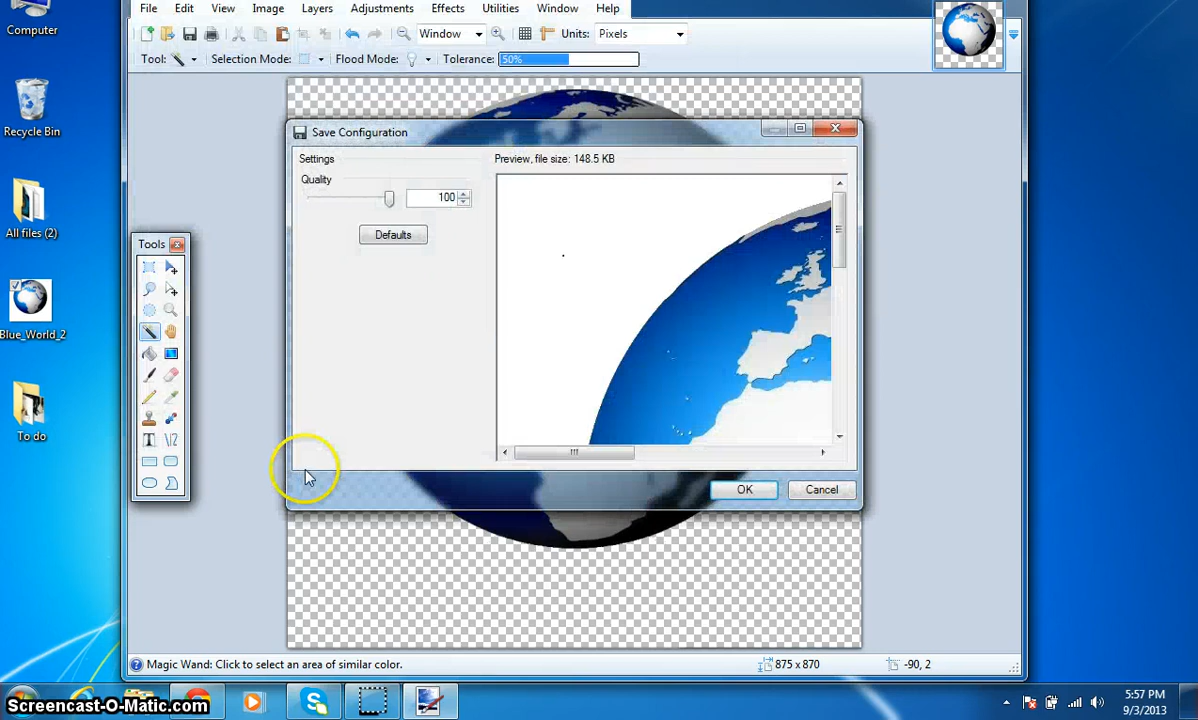 File Edit View Image Layers Adjustments Effects Utilities Window Help
Computer
Window Units: Pixels
Tool: Selection Mode: Flood Mode: Tolerance: 50%
Recycle Bin
Save Configuration
Settings
Preview, file size: 148.5 KB
Quality
100
Defaults
All files (2)
Tools
Blue_World_2
To do
OK
Cancel
Magic Wand: Click to select an area of similar color.
875 x 870
-90, 2
5:57 PM
9/3/2013
Screencast-O-Matic.com